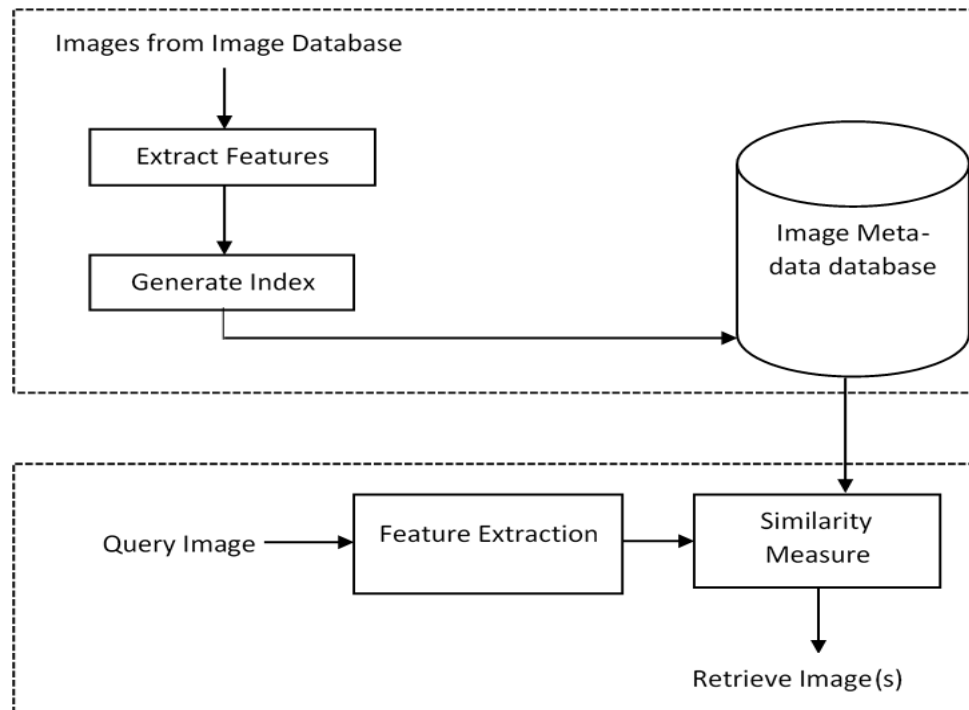 Images from Image Database
Extract Features
Generate Index
Image Meta-
data database
Query Image
Feature Extraction
Similarity
Measure
Retrieve Image(s)